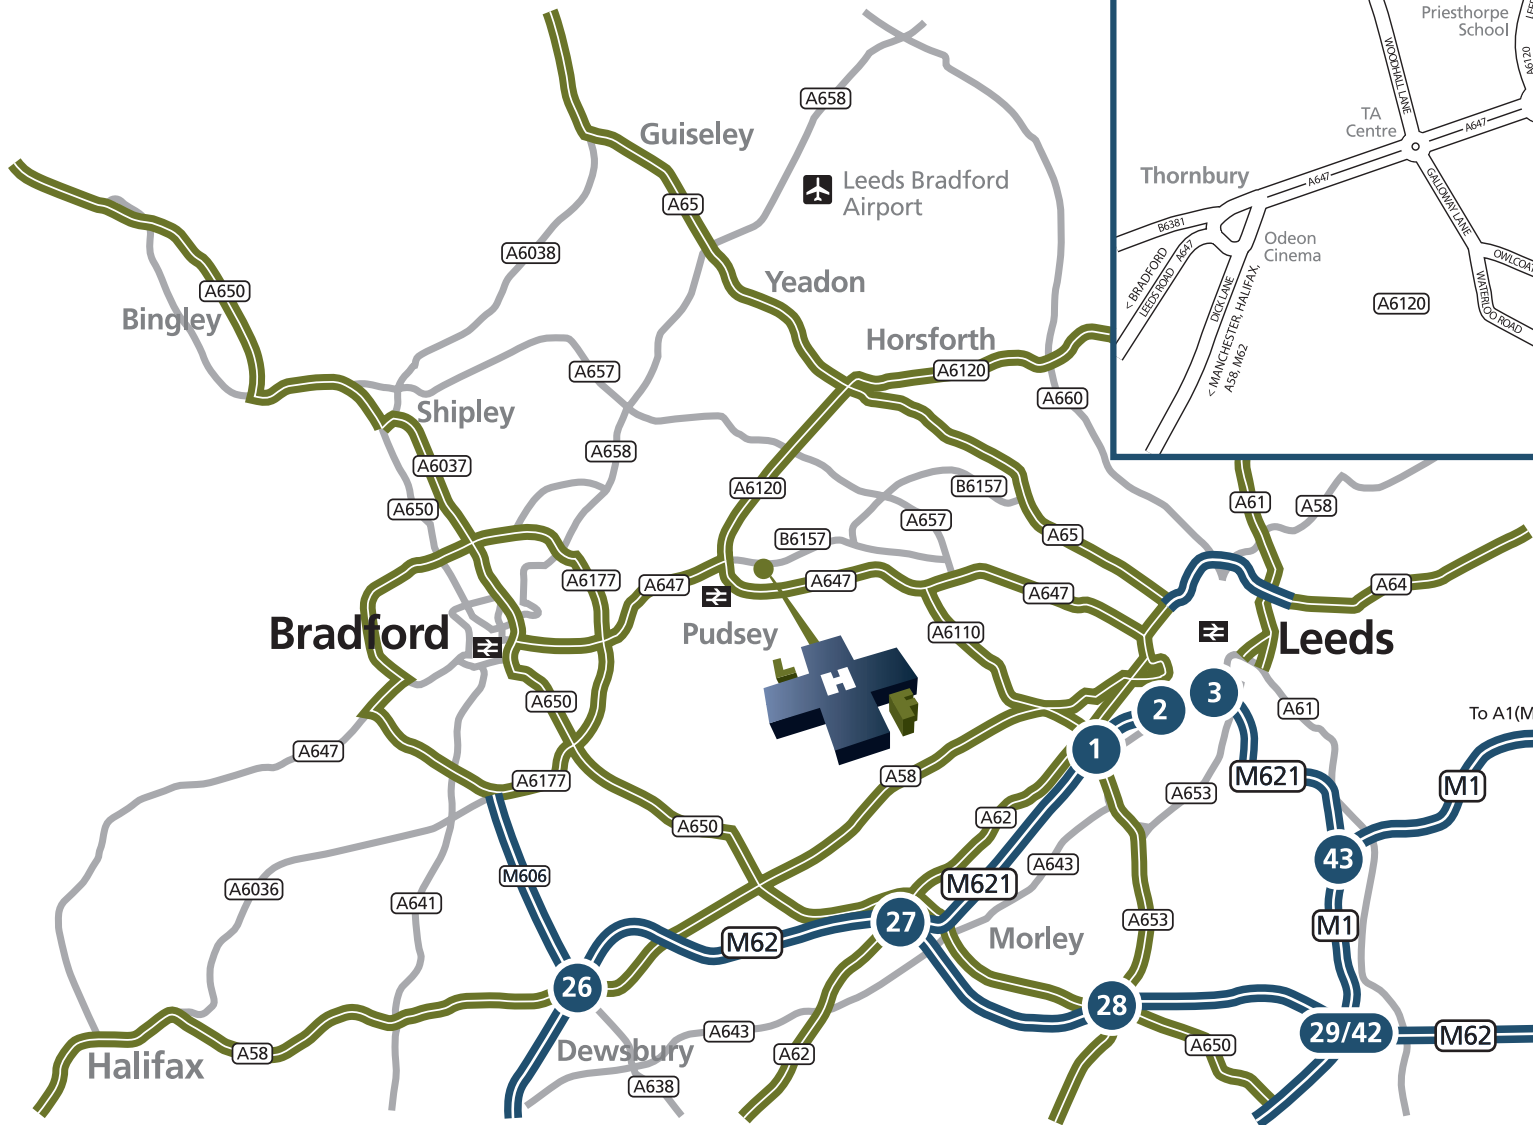 Priesthorpe
School
A6120
WOODHALL LANE
TA
Centre
A647
Thornbury
A647
GALLOWAY LANE
B6381
Odeon
Cinema
< BRADFORD
LEEDS ROAD
A647
DICK LANE
< MANCHESTER, HALIFAX,
A58, M62
A6120
WATERLOO ROAD
A658
Guiseley
Leeds Bradford
Airport
A65
A6038
Yeadon
A650
Bingley
Horsforth
A6120
A657
A660
Shipley
A658
A6037
A650
A6120
B6157
A61
A58
A657
A65
B6157
A6177
A647
A647
A647
A64
Bradford
Pudsey
A6110
Leeds
H
A650
3
2
A61
To A1(M
1
A647
A6177
A58
M621
M1
A653
A62
A650
43
A643
M606
M621
A6036
A641
A653
27
M1
M62
Morley
26
28
29/42
M62
A643
A650
Dewsbury
A58
Halifax
A62
A638